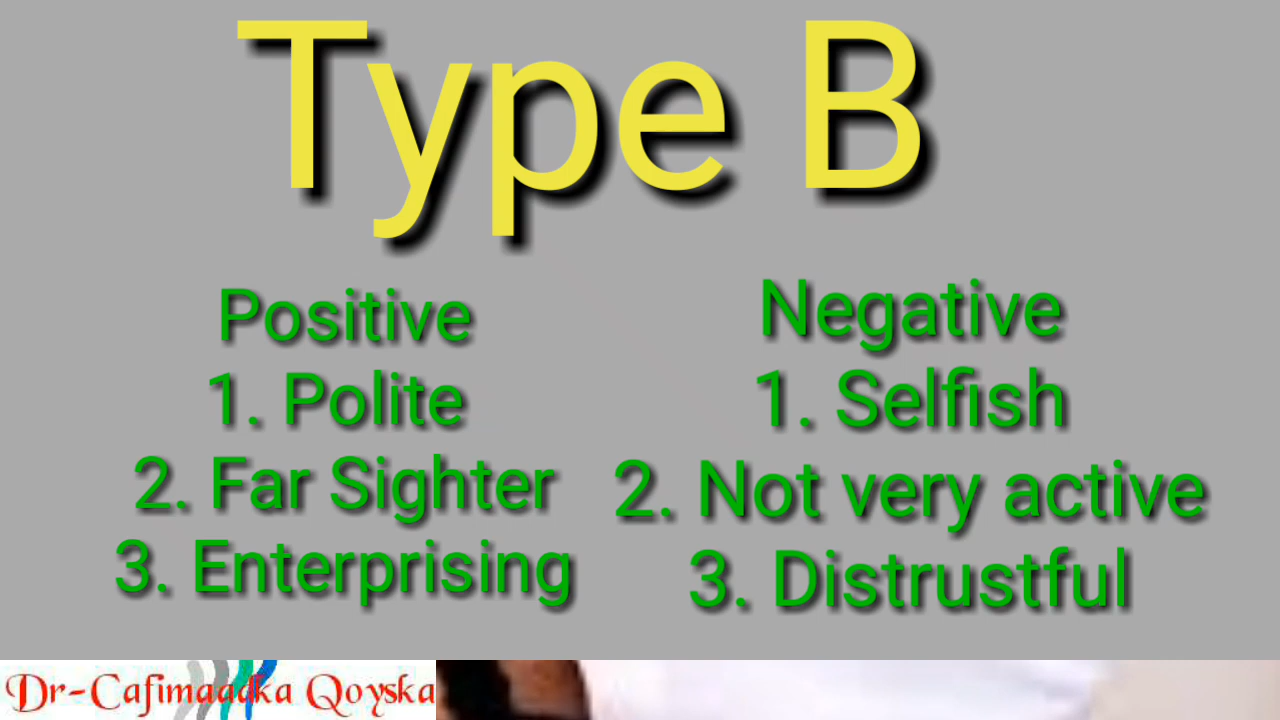 Type B
Positive
1. Polite
2. Far Sighter
3. Enterprising
Negative
1. Selfish
2. Not very active
3. Distrustful
Dr-Cafimaadka Qoyska